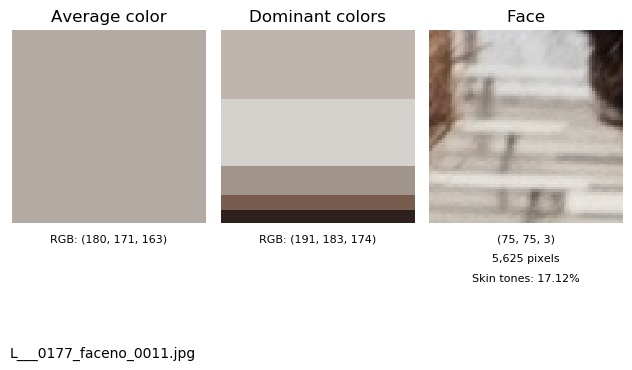 Average color
Dominant colors
Face
RGB: (180, 171, 163)
RGB: (191, 183, 174)
(75, 75, 3)
5,625 pixels
Skin tones: 17.12%
L___0177_faceno_0011.jpg